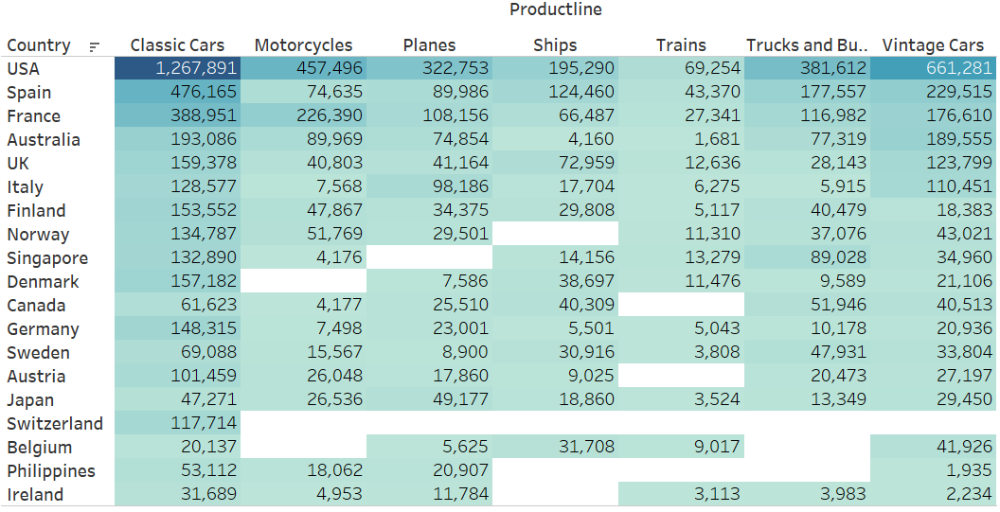 Productline
Country Classic Cars Motorcycles Planes Ships Trains Trucks and Bu.. Vintage Cars
USA 1,267,891 457,496 322,753 195,290 69,254 381,612 661,281
Spain 476,165 74,635 89,986 124,460 43,370 177,557 229,515
France 388,951 226,390 108,156 66,487 27,341 116,982 176,610
Australia 193,086 89,969 74,854 4,160 1,681 77,319 189,555
UK 159,378 40,803 41,164 72,959 12,636 28,143 123,799
Italy 128,577 7,568 98,186 17,704 6,275 5,915 110,451
Finland 153,552 47,867 34,375 29,808 5,117 40,479 18,383
Norway 134,787 51,769 29,501 11,310 37,076 43,021
Singapore 132,890 4,176 14,156 13,279 89,028 34,960
Denmark 157,182 7,586 38,697 11,476 9,589 21,106
Canada 61,623 4,177 25,510 40,309 51,946 40,513
Germany 148,315 7,498 23,001 5,501 5,043 10,178 20,936
Sweden 69,088 15,567 8,900 30,916 3,808 47,931 33,804
Austria 101,459 26,048 17,860 9,025 20,473 27,197
Japan 47,271 26,536 49,177 18,860 3,524 13,349 29,450
Switzerland 117,714
Belgium 20,137 5,625 31,708 9,017 41,926
Philippines 53,112 18,062 20,907 1,935
Ireland 31,689 4,953 11,784 3,113 3,983 2,234